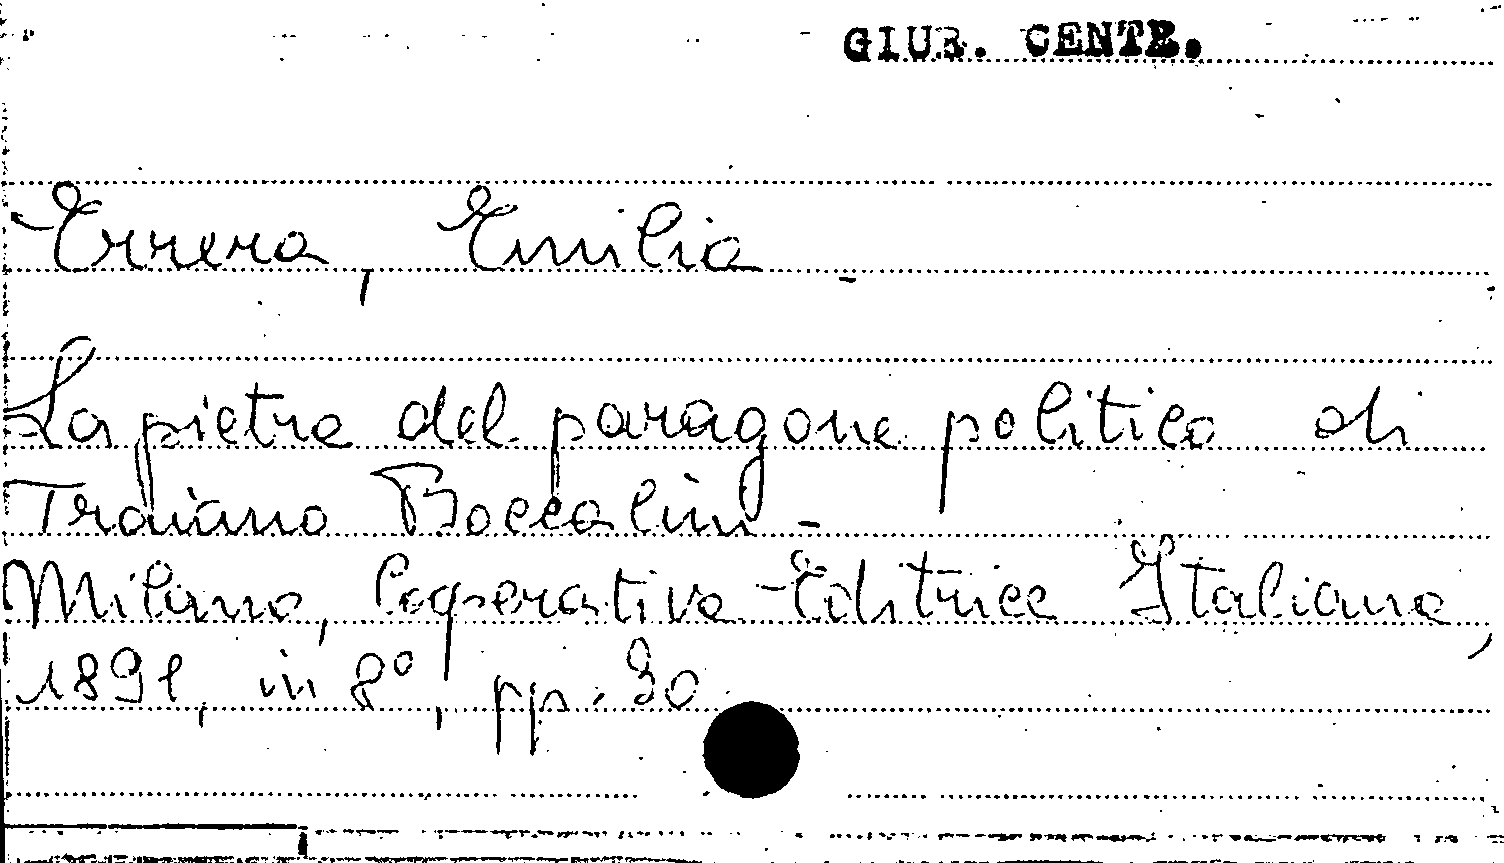 GIUR. CENTR.
Errera, Emilia
La pietra del paragone politico di
Traiano Boccalini -
Milano, Cooperativa Editrice Italiana,
1891, in 8º, pp. 30